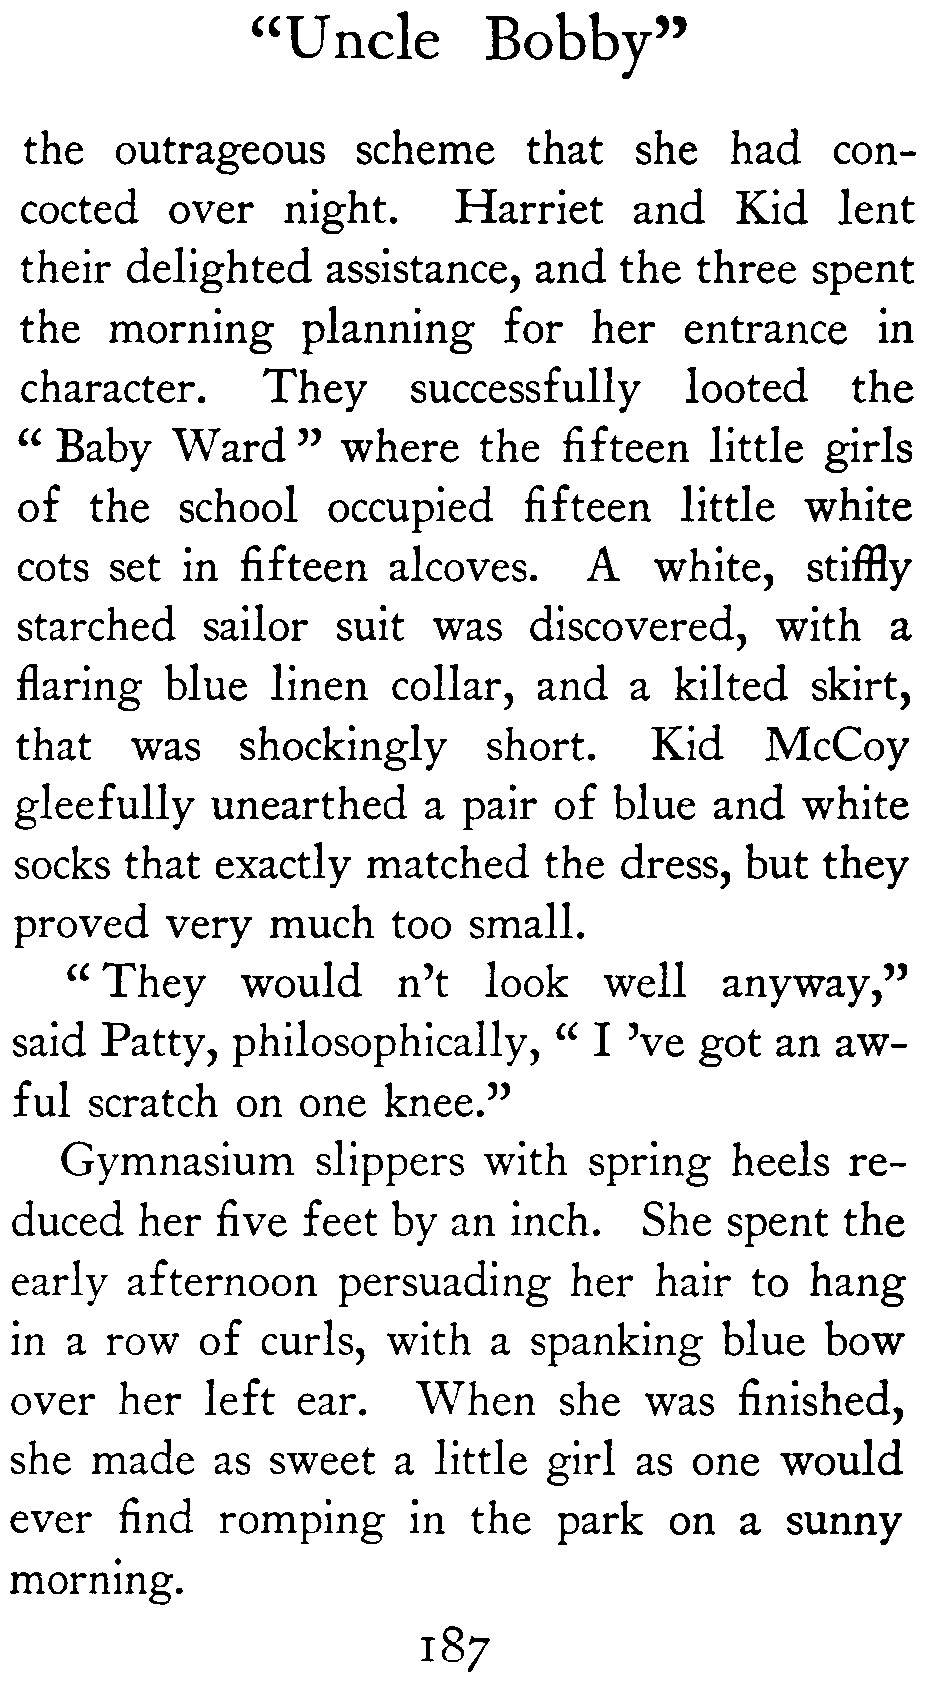 “Uncle Bobby”
the outrageous scheme that she had con-
cocted over night. Harriet and Kid lent
their delighted assistance, and the three spent
the morning planning for her entrance in
character. They successfully looted the
“ Baby Ward ” where the fifteen little girls
of the school occupied fifteen little white
cots set in fifteen alcoves. A white, stiffly
starched sailor suit was discovered, with a
flaring blue linen collar, and a kilted skirt,
that was shockingly short. Kid McCoy
gleefully unearthed a pair of blue and white
socks that exactly matched the dress, but they
proved very much too small.
“ They would n’t look well anyway,”
said Patty, philosophically, “ I ’ve got an aw-
ful scratch on one knee.”
Gymnasium slippers with spring heels re-
duced her five feet by an inch. She spent the
early afternoon persuading her hair to hang
in a row of curls, with a spanking blue bow
over her left ear. When she was finished,
she made as sweet a little girl as one would
ever find romping in the park on a sunny
morning.
187